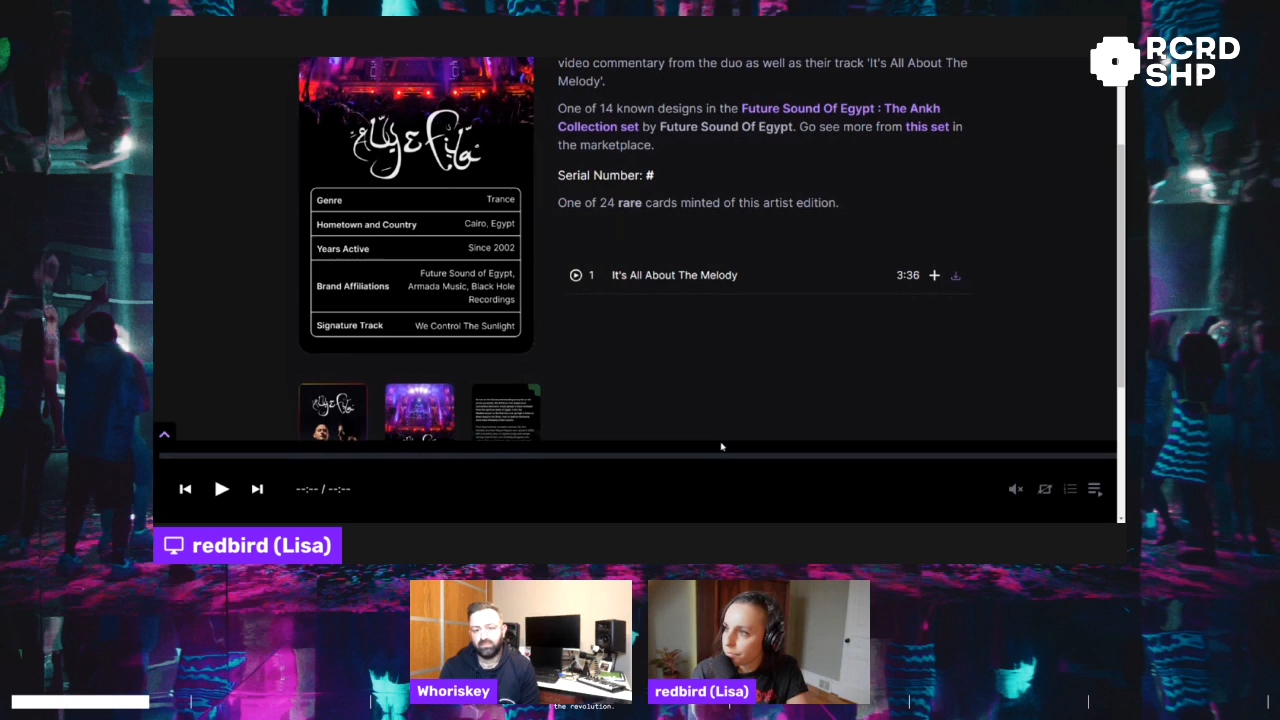 RCRD
SHP
video commentary from the duo as well as their track 'It's All About The
Melody'.
One of 14 known designs in the Future Sound Of Egypt : The Ankh
Collection set by Future Sound Of Egypt. Go see more from this set in
the marketplace.
Serial Number: #
One of 24 rare cards minted of this artist edition.
1 It's All About The Melody 3:36 +
Aly & Fila
Genre Trance
Hometown and Country Cairo, Egypt
Years Active Since 2002
Brand Affiliations Future Sound of Egypt,
Armada Music, Black Hole
Recordings
Signature Track We Control The Sunlight
--:-- / --:--
redbird (Lisa)
Whoriskey
redbird (Lisa)
the revolution.